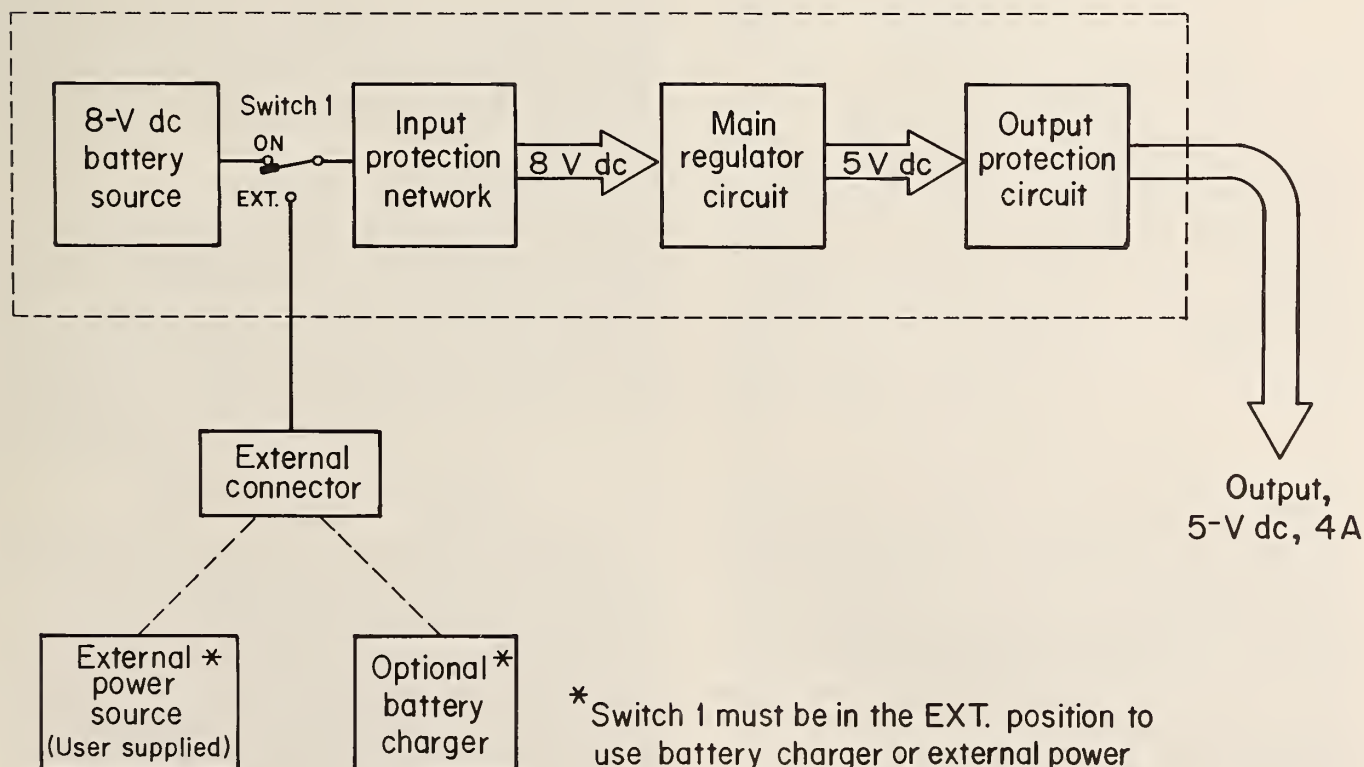 8-V dc
battery
source
Switch 1
ON
EXT.
Input
protection
network
8 V dc
Main
regulator
circuit
5 V dc
Output
protection
circuit
Output,
5-V dc, 4 A
External
connector
External *
power
source
(User supplied)
Optional *
battery
charger
* Switch 1 must be in the EXT. position to
use battery charger or external power